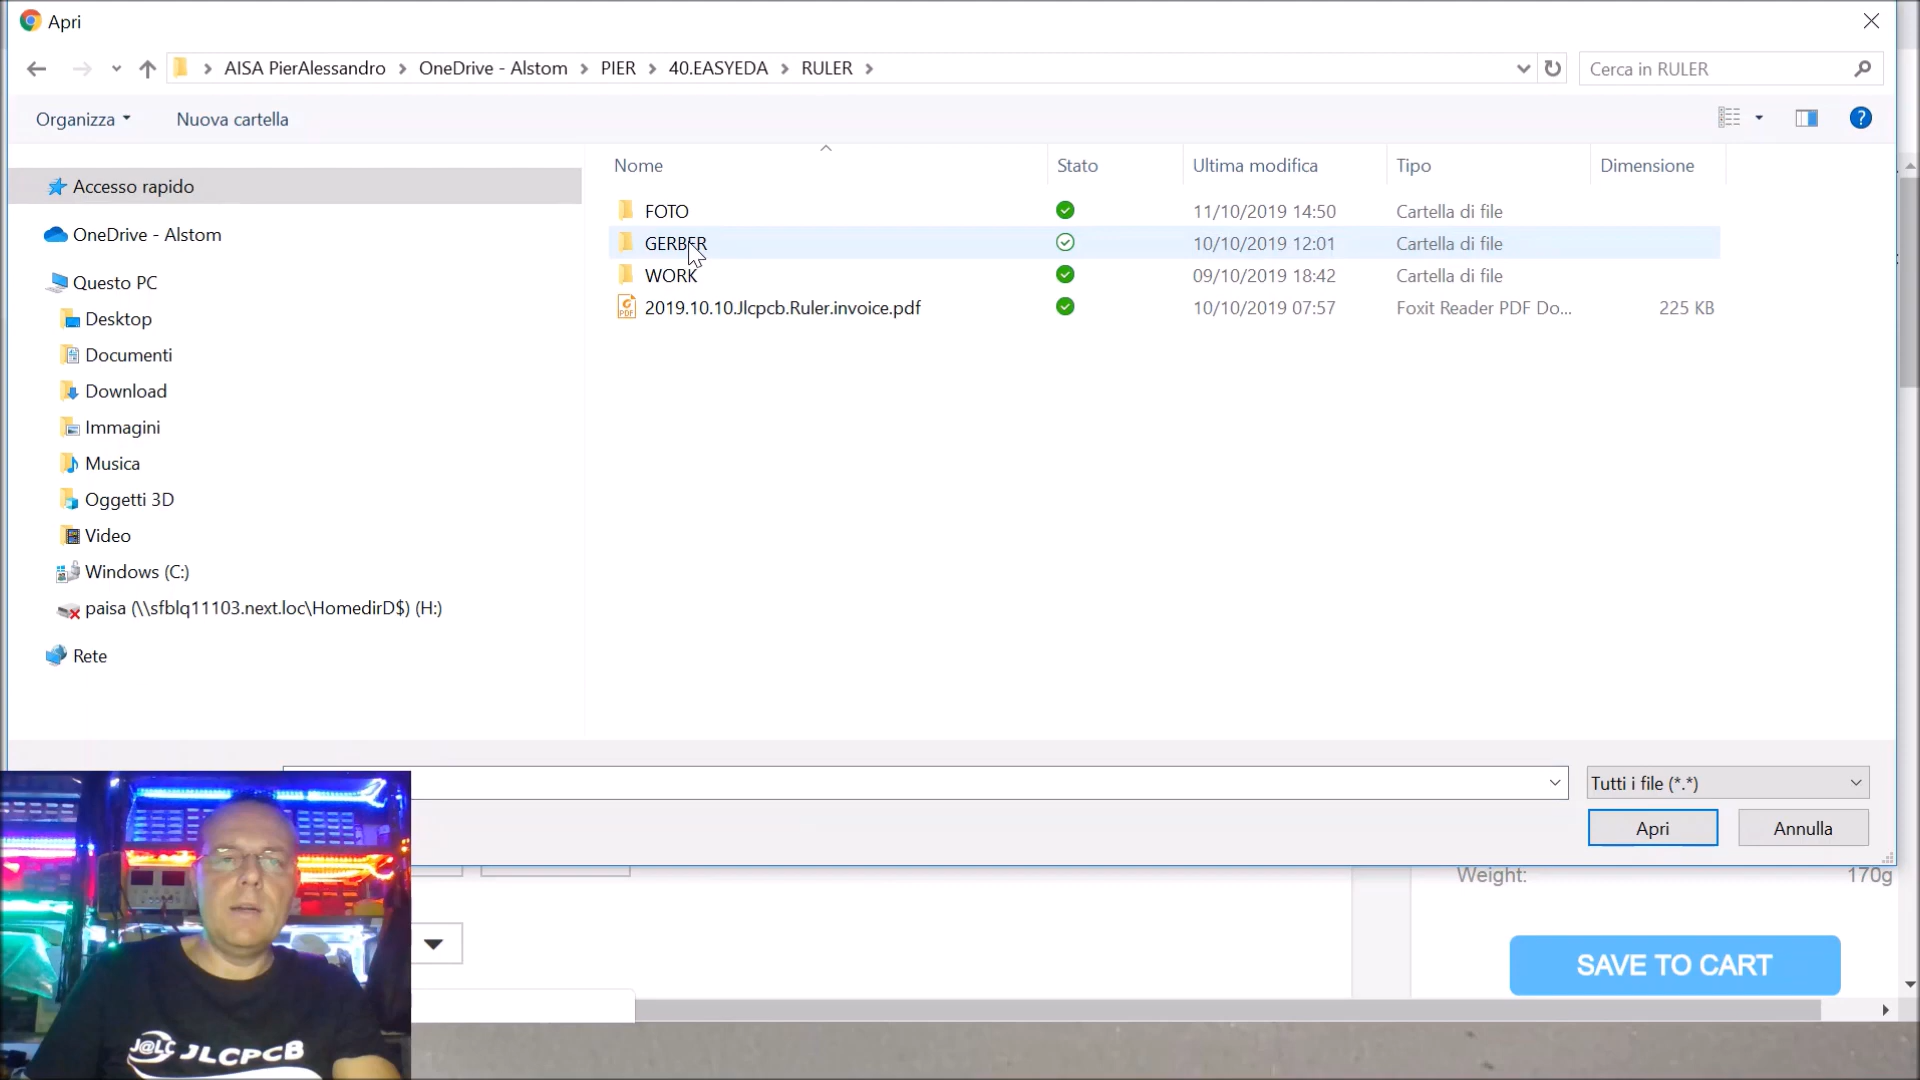 Apri
AISA PierAlessandro > OneDrive - Alstom > PIER > 40.EASYEDA > RULER >
Cerca in RULER
Organizza
Nuova cartella
Nome Stato Ultima modifica Tipo Dimensione
Accesso rapido
OneDrive - Alstom
Questo PC
Desktop
Documenti
Download
Immagini
Musica
Oggetti 3D
Video
Windows (C:)
paisa (\\sfblq11103.next.loc\HomedirD$) (H:)
Rete
FOTO 11/10/2019 14:50 Cartella di file
GERBER 10/10/2019 12:01 Cartella di file
WORK 09/10/2019 18:42 Cartella di file
2019.10.10.Jlcpcb.Ruler.invoice.pdf 10/10/2019 07:57 Foxit Reader PDF Do... 225 KB
Tutti i file (*.*)
Apri
Annulla
Weight: 170g
SAVE TO CART
J@LC JLCPCB